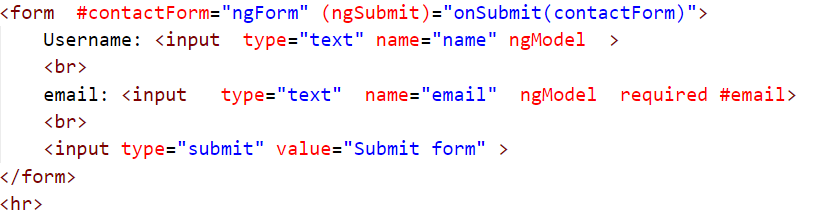 <form  #contactForm="ngForm" (ngSubmit)="onSubmit(contactForm)">
    Username: <input  type="text" name="name" ngModel  >
    <br>
    email: <input   type="text"  name="email"  ngModel  required #email>
    <br>
    <input type="submit" value="Submit form" >
</form>
<hr>